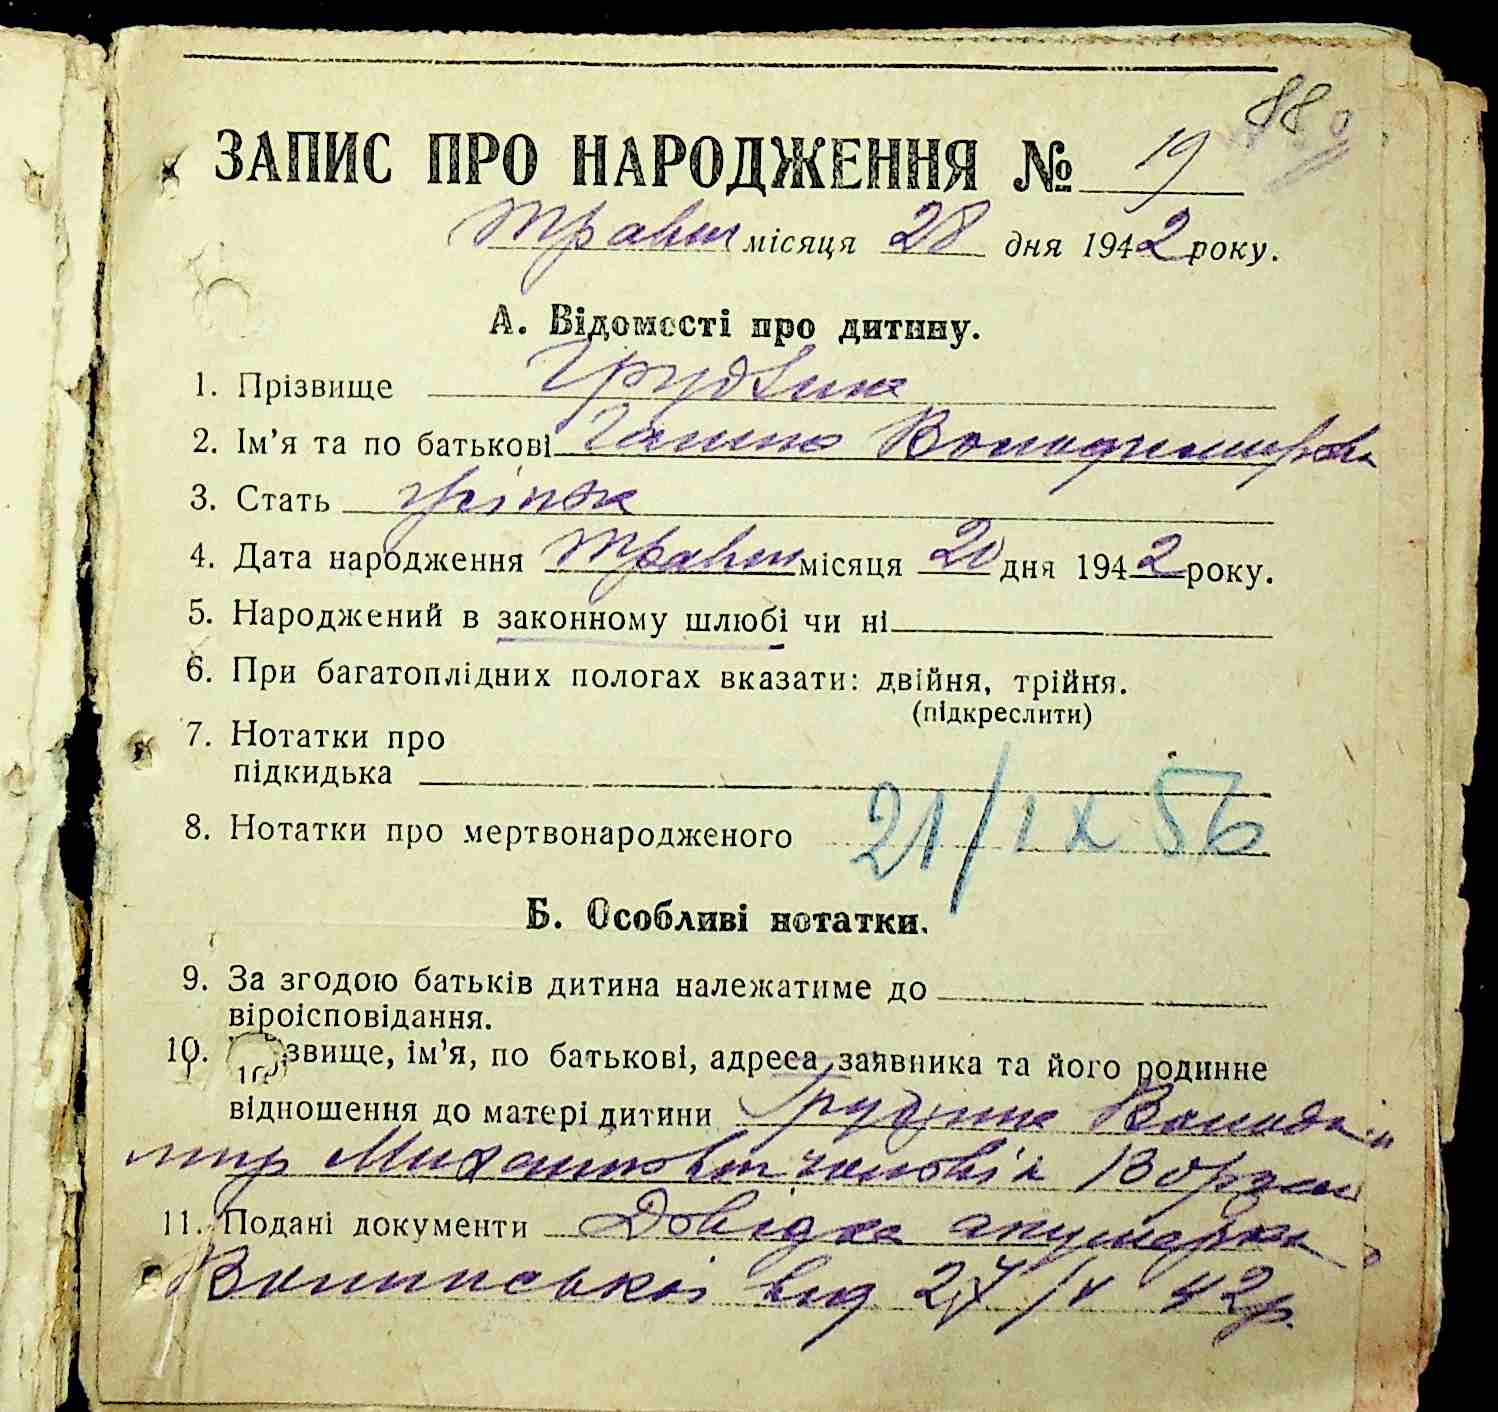 88
ЗАПИС ПРО НАРОДЖЕННЯ № 19
травня місяця 28 дня 1942 року.
А. Відомості про дитину.
1. Прізвище
2. Ім'я та по батькові Галина Володимирівна
3. Стать жіноча
4. Дата народження травня місяця 20 дня 1942 року.
5. Народжений в законному шлюбі чи ні
6. При багатоплідних пологах вказати: двійня, трійня.
(підкреслити)
7. Нотатки про
підкидька
8. Нотатки про мертвонародженого 21/IX 56
Б. Особливі нотатки.
9. За згодою батьків дитина належатиме до
віроісповідання.
10. звище, ім'я, по батькові, адреса заявника та його родинне
відношення до матері дитини Володи
мир Михайлович чоловік
11. Подані документи Довідка акушерки
від 27/V 42 р.